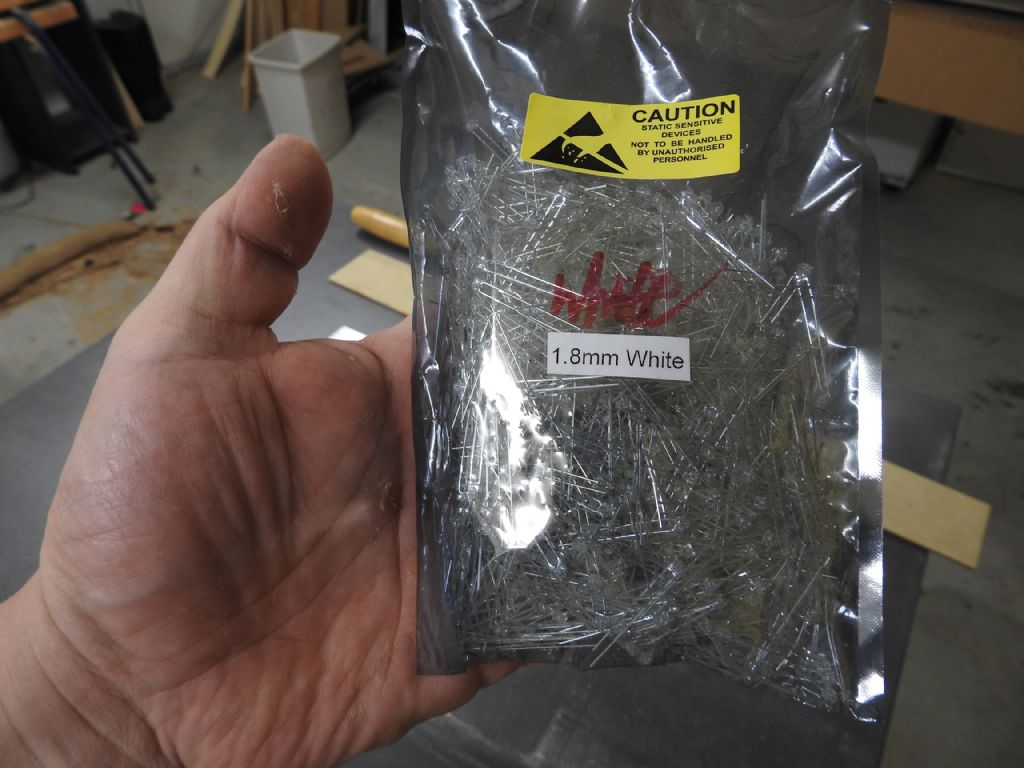 CAUTION
STATIC SENSITIVE
DEVICES
NOT TO BE HANDLED
BY UNAUTHORISED
PERSONNEL
White
1.8mm White